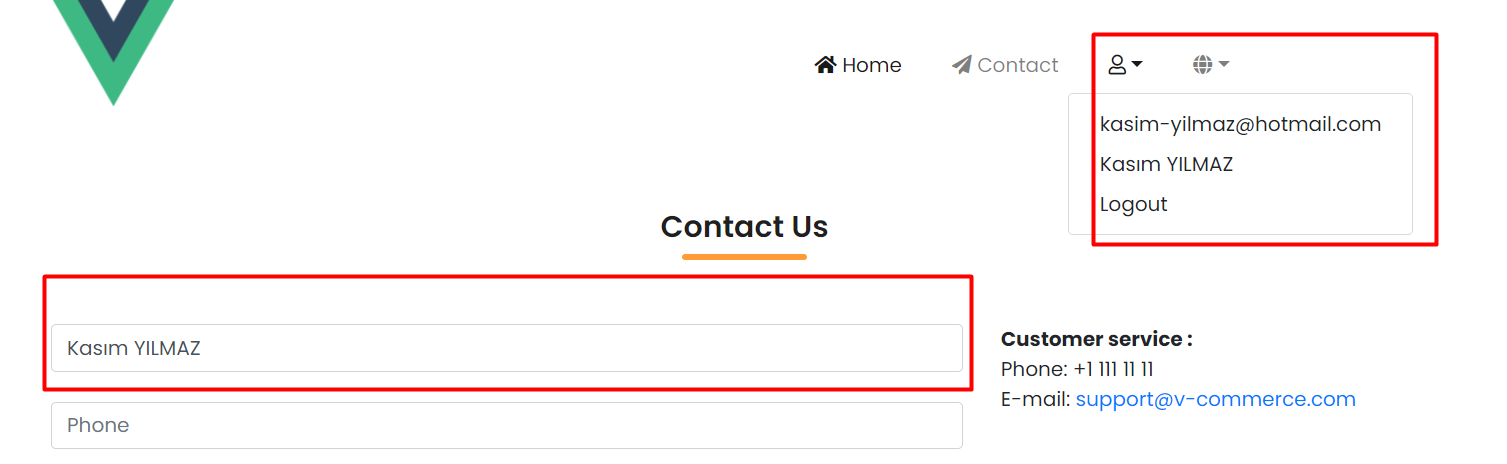 Home Contact
kasim-yilmaz@hotmail.com
Kasım YILMAZ
Logout
Contact Us
Kasım YILMAZ
Phone
Customer service :
Phone: +1 111 11 11
E-mail: support@v-commerce.com